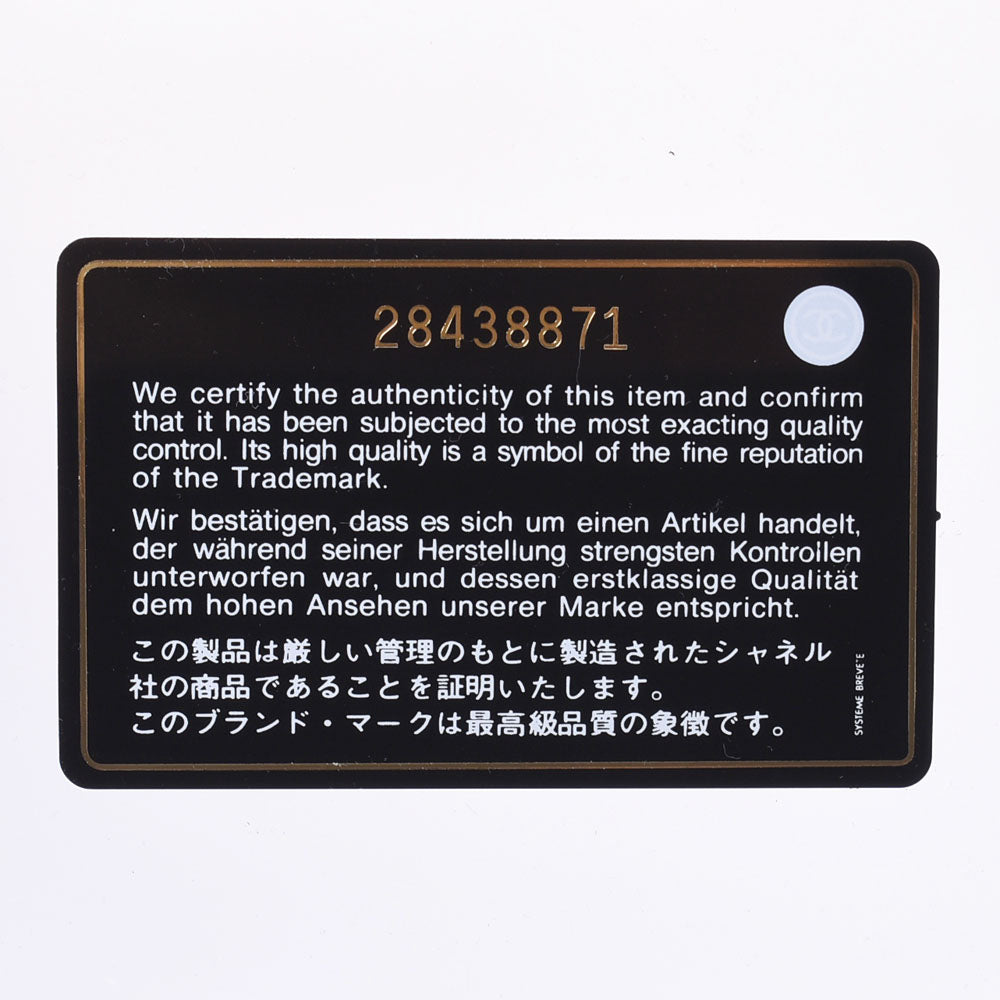 28438871
We certify the authenticity of this item and confirm
that it has been subjected to the most exacting quality
control. Its high quality is a symbol of the fine reputation
of the Trademark.
Wir bestätigen, dass es sich um einen Artikel handelt,
der während seiner Herstellung strengsten Kontrollen
unterworfen war, und dessen erstklassige Qualität
dem hohen Ansehen unserer Marke entspricht.
この製品は厳しい管理のもとに製造されたシャネル
社の商品であることを証明いたします。
このブランド・マークは最高級品質の象徴です。
SYSTEME BREVETE